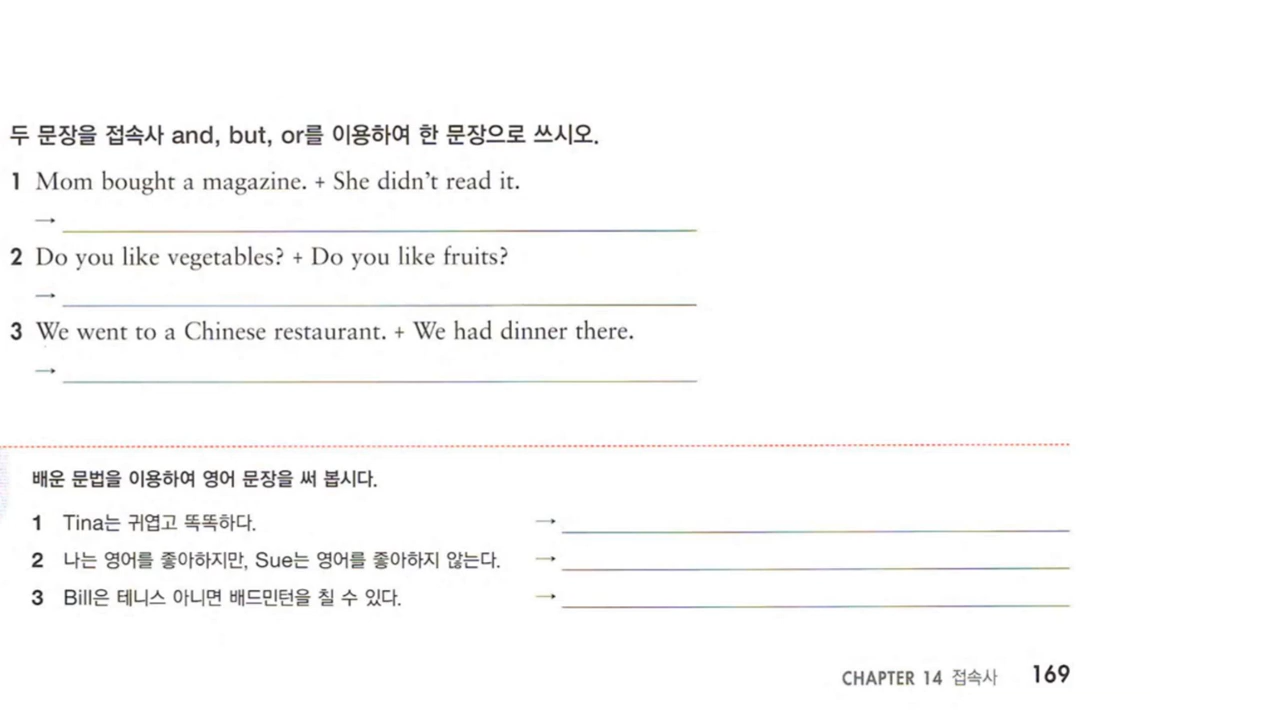 두 문장을 접속사 and, but, or를 이용하여 한 문장으로 쓰시오.
1 Mom bought a magazine. + She didn't read it.
→
2 Do you like vegetables? + Do you like fruits?
→
3 We went to a Chinese restaurant. + We had dinner there.
→
배운 문법을 이용하여 영어 문장을 써 봅시다.
1 Tina는 귀엽고 똑똑하다. →
2 나는 영어를 좋아하지만, Sue는 영어를 좋아하지 않는다. →
3 Bill은 테니스 아니면 배드민턴을 칠 수 있다. →
CHAPTER 14 접속사 169